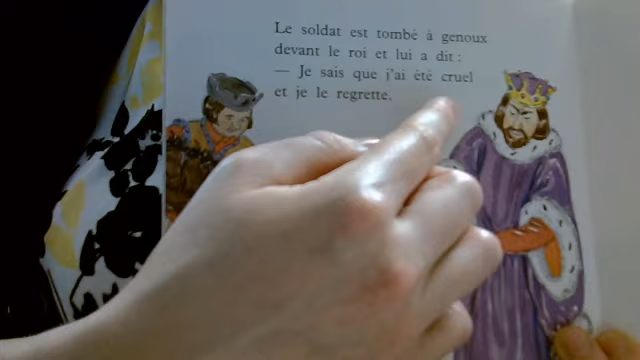 Le soldat est tombé à genoux
devant le roi et lui a dit :
— Je sais que j'ai été cruel
et je le regrette.